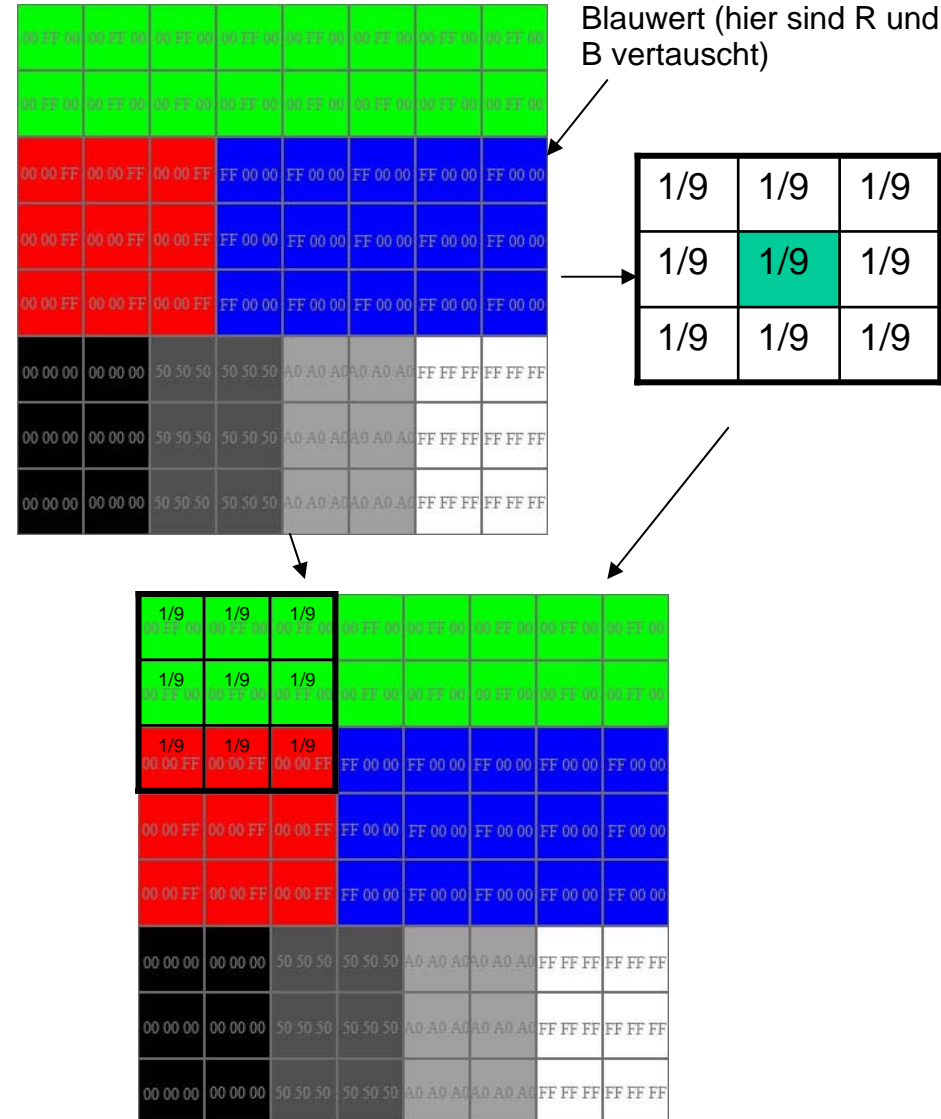 Blauwert (hier sind R und
B vertauscht)
00 FF 00 00 FF 00 00 FF 00 00 FF 00 00 FF 00 00 FF 00 00 FF 00 00 FF 00
00 FF 00 00 FF 00 00 FF 00 00 FF 00 00 FF 00 00 FF 00 00 FF 00 00 FF 00
00 00 FF 00 00 FF 00 00 FF FF 00 00 FF 00 00 FF 00 00 FF 00 00 FF 00 00
00 00 FF 00 00 FF 00 00 FF FF 00 00 FF 00 00 FF 00 00 FF 00 00 FF 00 00
00 00 FF 00 00 FF 00 00 FF FF 00 00 FF 00 00 FF 00 00 FF 00 00 FF 00 00
00 00 00 00 00 00 50 50 50 50 50 50 A0 A0 A0 A0 A0 A0 FF FF FF FF FF FF
00 00 00 00 00 00 50 50 50 50 50 50 A0 A0 A0 A0 A0 A0 FF FF FF FF FF FF
00 00 00 00 00 00 50 50 50 50 50 50 A0 A0 A0 A0 A0 A0 FF FF FF FF FF FF
1/9 1/9 1/9
1/9 1/9 1/9
1/9 1/9 1/9
1/9 1/9 1/9
00 FF 00 00 FF 00 00 FF 00 00 FF 00 00 FF 00 00 FF 00 00 FF 00 00 FF 00
1/9 1/9 1/9
00 FF 00 00 FF 00 00 FF 00 00 FF 00 00 FF 00 00 FF 00 00 FF 00 00 FF 00
1/9 1/9 1/9
00 00 FF 00 00 FF 00 00 FF FF 00 00 FF 00 00 FF 00 00 FF 00 00 FF 00 00
00 00 FF 00 00 FF 00 00 FF FF 00 00 FF 00 00 FF 00 00 FF 00 00 FF 00 00
00 00 FF 00 00 FF 00 00 FF FF 00 00 FF 00 00 FF 00 00 FF 00 00 FF 00 00
00 00 00 00 00 00 50 50 50 50 50 50 A0 A0 A0 A0 A0 A0 FF FF FF FF FF FF
00 00 00 00 00 00 50 50 50 50 50 50 A0 A0 A0 A0 A0 A0 FF FF FF FF FF FF
00 00 00 00 00 00 50 50 50 50 50 50 A0 A0 A0 A0 A0 A0 FF FF FF FF FF FF